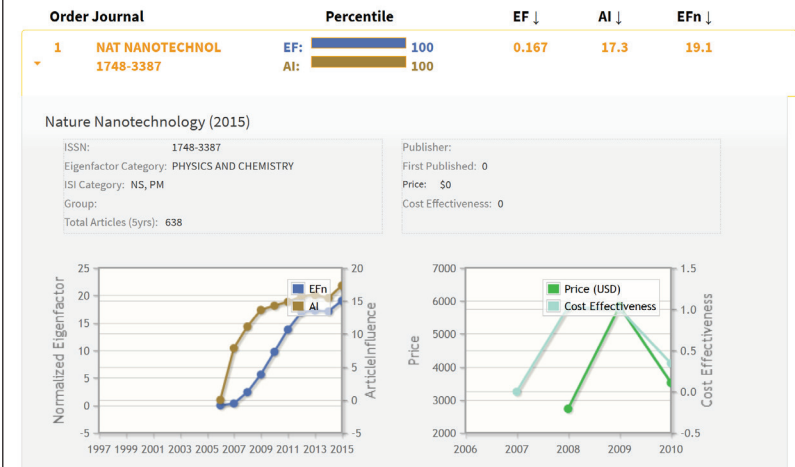 Order Journal Percentile EF ↓ AI ↓ EFn ↓
1 NAT NANOTECHNOL EF: 100 0.167 17.3 19.1
1748-3387 AI: 100
Nature Nanotechnology (2015)
ISSN: 1748-3387 Publisher:
Eigenfactor Category: PHYSICS AND CHEMISTRY First Published: 0
ISI Category: NS, PM Price: $0
Group: Cost Effectiveness: 0
Total Articles (5yrs): 638
Normalized Eigenfactor
25
20
15
10
5
0
-5
EFn
AI
20
15
10
5
0
-5
ArticleInfluence
1997 1999 2001 2003 2005 2007 2009 2011 2013 2015
Price
7000
6000
5000
4000
3000
2000
Price (USD)
Cost Effectiveness
1.5
1.0
0.5
0.0
-0.5
Cost Effectiveness
2006 2007 2008 2009 2010